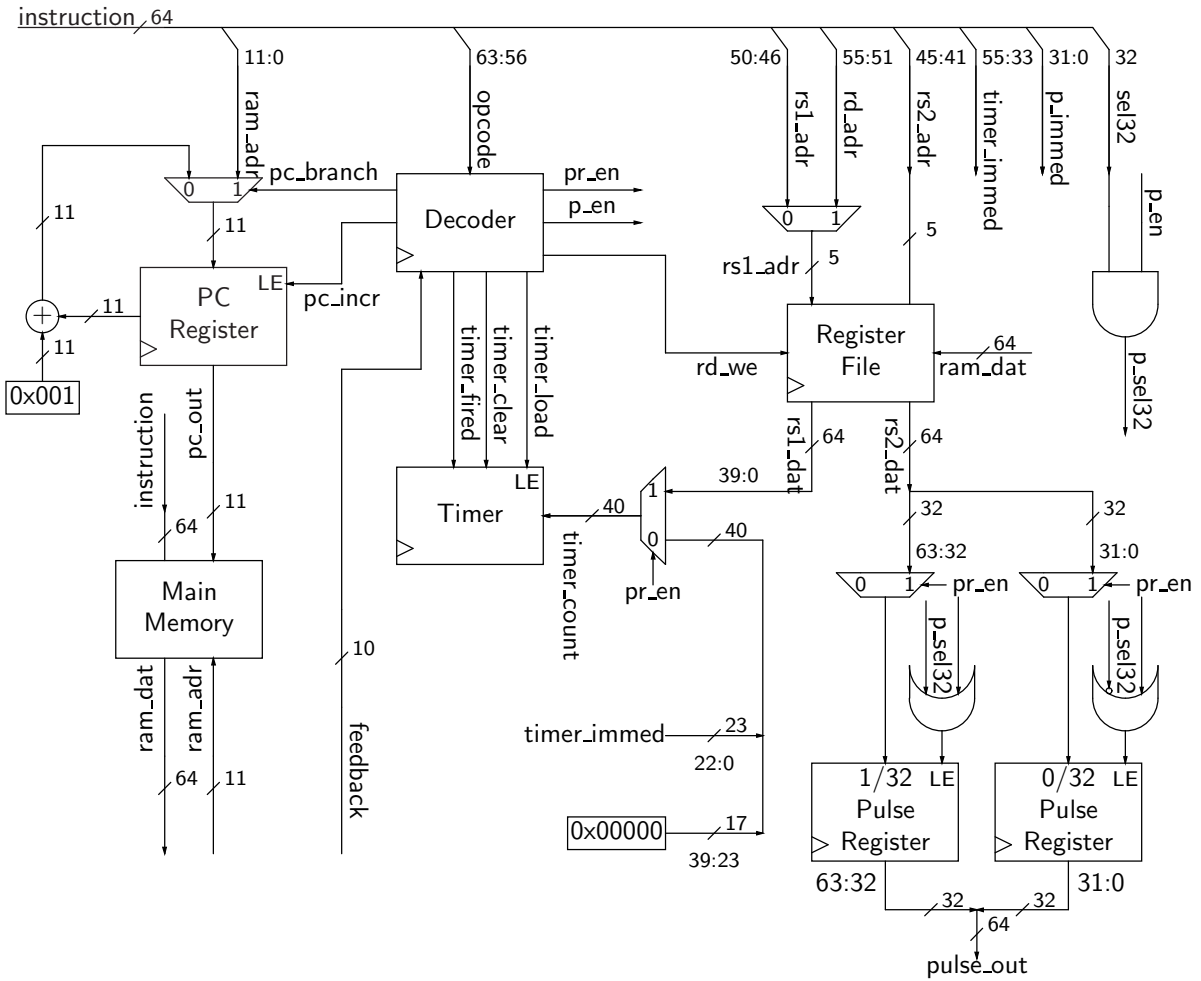 instruction 64
11:0
63:56
50:46
55:51
45:41
55:33
31:0
32
ram_adr
opcode
rs1_adr
rd_adr
rs2_adr
timer_immed
p_immed
sel32
p_en
0 1
pc_branch
Decoder
pr_en
p_en
0 1
11
11
5
5
rs1_adr
PC
Register
LE
pc_incr
11
11
0x001
timer_fired
timer_clear
timer_load
rd_we
Register
File
64
ram_dat
p_sel32
instruction
pc_out
rs1_dat
64
rs2_dat
64
39:0
LE
Timer
40
1
0
40
timer_count
pr_en
64
11
32
32
63:32
31:0
Main
Memory
0 1
pr_en
0 1
pr_en
p_sel32
p_sel32
ram_dat
ram_adr
10
feedback
64
11
timer_immed
23
22:0
0x00000
17
39:23
1/32
LE
Pulse
Register
0/32
LE
Pulse
Register
63:32
31:0
32
32
64
pulse_out